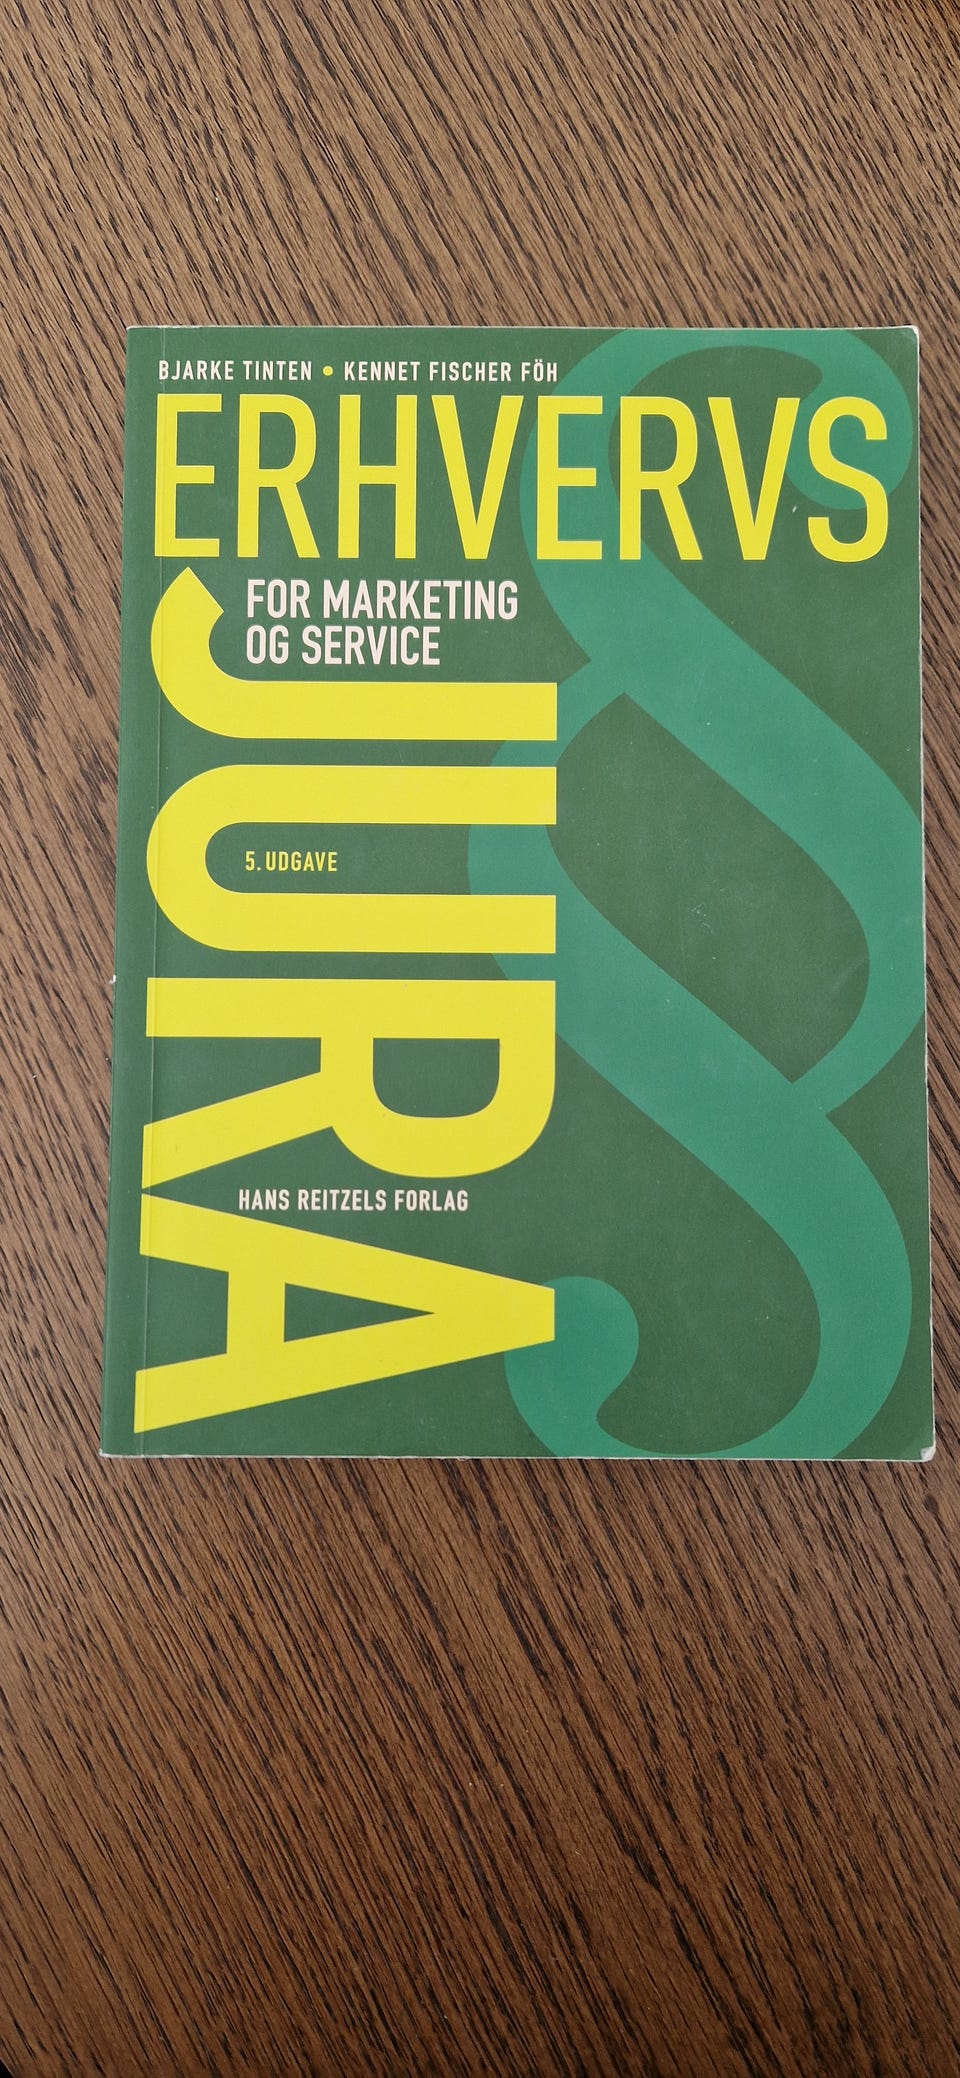 BJARKE TINTEN • KENNET FISCHER FÖH
ERHVERVS
JURA
FOR MARKETING
OG SERVICE
5. UDGAVE
HANS REITZELS FORLAG